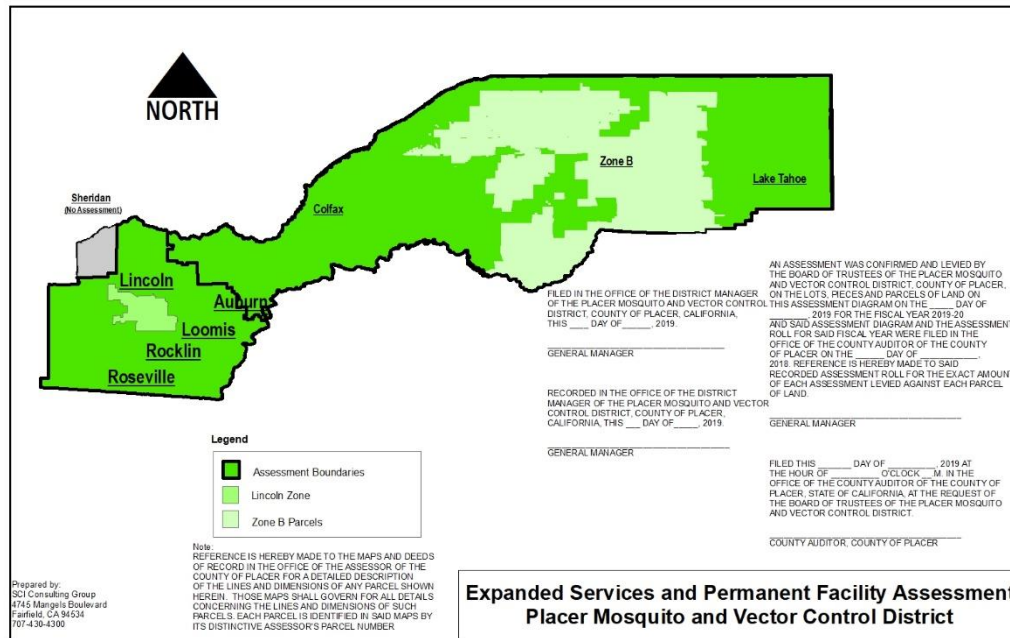 NORTH
Sheridan
(No Assessment)
Colfax
Zone B
Lake Tahoe
Lincoln
Auburn
Loomis
Rocklin
Roseville
FILED IN THE OFFICE OF THE DISTRICT MANAGER
OF THE PLACER MOSQUITO AND VECTOR CONTROL
DISTRICT, COUNTY OF PLACER, CALIFORNIA,
THIS ____ DAY OF______, 2019.
GENERAL MANAGER
RECORDED IN THE OFFICE OF THE DISTRICT
MANAGER OF THE PLACER MOSQUITO AND VECTOR
CONTROL DISTRICT, COUNTY OF PLACER,
CALIFORNIA, THIS ___ DAY OF_____, 2019.
GENERAL MANAGER
AN ASSESSMENT WAS CONFIRMED AND LEVIED BY
THE BOARD OF TRUSTEES OF THE PLACER MOSQUITO
AND VECTOR CONTROL DISTRICT, COUNTY OF PLACER,
ON THE LOTS, PIECES AND PARCELS OF LAND ON
THIS ASSESSMENT DIAGRAM ON THE _____ DAY OF
________, 2019 FOR THE FISCAL YEAR 2019-20
AND SAID ASSESSMENT DIAGRAM AND THE ASSESSMENT
ROLL FOR SAID FISCAL YEAR WERE FILED IN THE
OFFICE OF THE COUNTY AUDITOR OF THE COUNTY
OF PLACER ON THE ______ DAY OF __________,
2018. REFERENCE IS HEREBY MADE TO SAID
RECORDED ASSESSMENT ROLL FOR THE EXACT AMOUNT
OF EACH ASSESSMENT LEVIED AGAINST EACH PARCEL
OF LAND.
GENERAL MANAGER
FILED THIS ______ DAY OF ________, 2019 AT
THE HOUR OF _________ O'CLOCK __M. IN THE
OFFICE OF THE COUNTY AUDITOR OF THE COUNTY OF
PLACER, STATE OF CALIFORNIA, AT THE REQUEST OF
THE BOARD OF TRUSTEES OF THE PLACER MOSQUITO
AND VECTOR CONTROL DISTRICT.
COUNTY AUDITOR, COUNTY OF PLACER
Legend
Assessment Boundaries
Lincoln Zone
Zone B Parcels
Note:
REFERENCE IS HEREBY MADE TO THE MAPS AND DEEDS
OF RECORD IN THE OFFICE OF THE ASSESSOR OF THE
COUNTY OF PLACER FOR A DETAILED DESCRIPTION
OF THE LINES AND DIMENSIONS OF ANY PARCEL SHOWN
HEREIN. THOSE MAPS SHALL GOVERN FOR ALL DETAILS
CONCERNING THE LINES AND DIMENSIONS OF SUCH
PARCELS. EACH PARCEL IS IDENTIFIED IN SAID MAPS BY
ITS DISTINCTIVE ASSESSOR'S PARCEL NUMBER
Prepared by:
SCI Consulting Group
4745 Mangels Boulevard
Fairfield, CA 94534
707-430-4300
Expanded Services and Permanent Facility Assessment
Placer Mosquito and Vector Control District